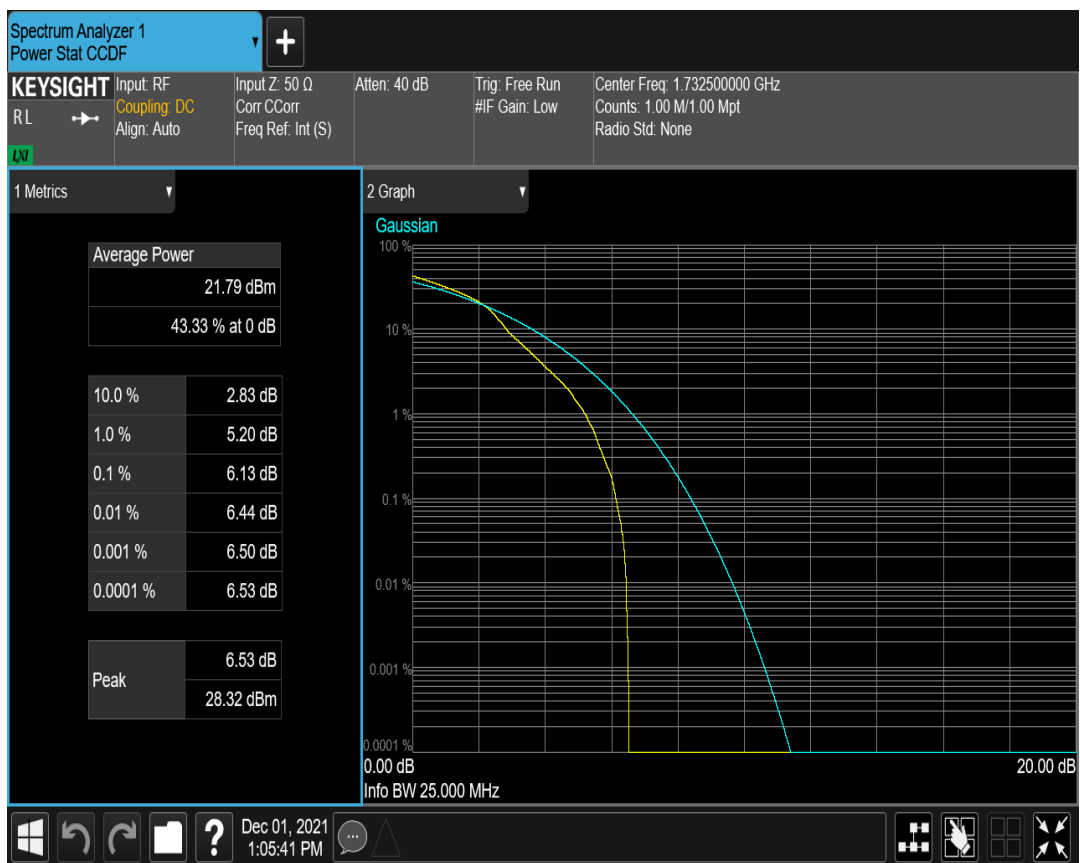 Spectrum Analyzer 1
Power Stat CCDF
KEYSIGHT
RL
LXI
Input: RF
Coupling: DC
Align: Auto
Input Z: 50 Ω
Corr CCorr
Freq Ref: Int (S)
Atten: 40 dB
Trig: Free Run
#IF Gain: Low
Center Freq: 1.732500000 GHz
Counts: 1.00 M/1.00 Mpt
Radio Std: None
1 Metrics
Average Power
21.79 dBm
43.33 % at 0 dB
10.0 % 2.83 dB
1.0 % 5.20 dB
0.1 % 6.13 dB
0.01 % 6.44 dB
0.001 % 6.50 dB
0.0001 % 6.53 dB
Peak
6.53 dB
28.32 dBm
2 Graph
Gaussian
100 %
10 %
1 %
0.1 %
0.01 %
0.001 %
0.0001 %
0.00 dB 20.00 dB
Info BW 25.000 MHz
?
Dec 01, 2021
1:05:41 PM